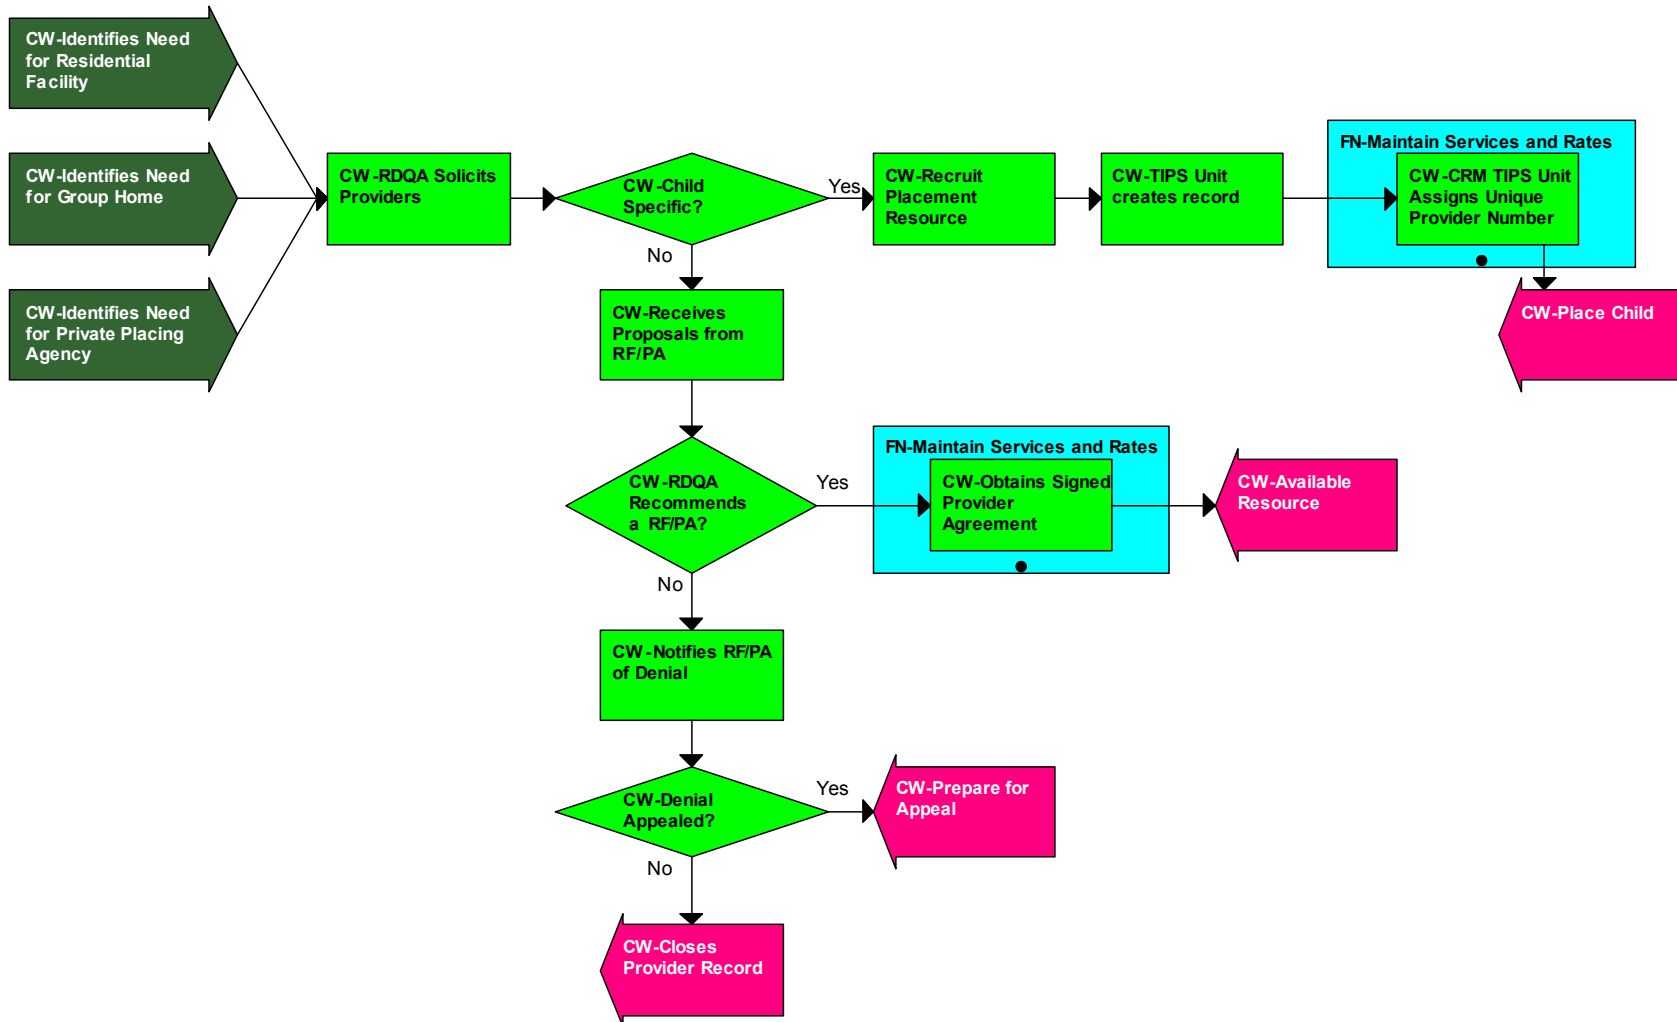 CW-Identifies Need
for Residential
Facility
CW-Identifies Need
for Group Home
CW-Identifies Need
for Private Placing
Agency
CW-RDQA Solicits
Providers
CW-Child
Specific?
Yes
No
CW-Recruit
Placement
Resource
CW-TIPS Unit
creates record
FN-Maintain Services and Rates
CW-CRM TIPS Unit
Assigns Unique
Provider Number
CW-Place Child
CW-Receives
Proposals from
RF/PA
CW-RDQA
Recommends
a RF/PA?
Yes
No
FN-Maintain Services and Rates
CW-Obtains Signed
Provider
Agreement
CW-Available
Resource
CW-Notifies RF/PA
of Denial
CW-Denial
Appealed?
Yes
No
CW-Prepare for
Appeal
CW-Closes
Provider Record